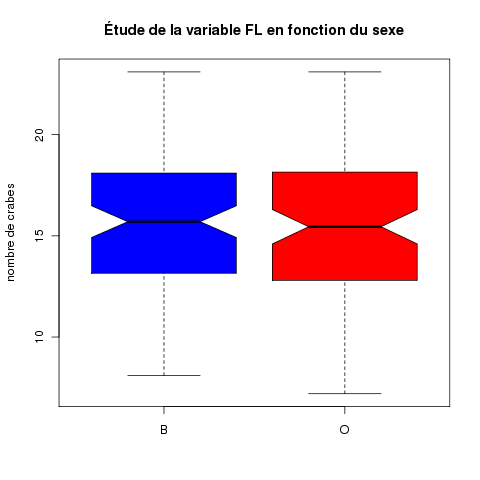 Étude de la variable FL en fonction du sexe
nombre de crabes
20
15
10
B
O